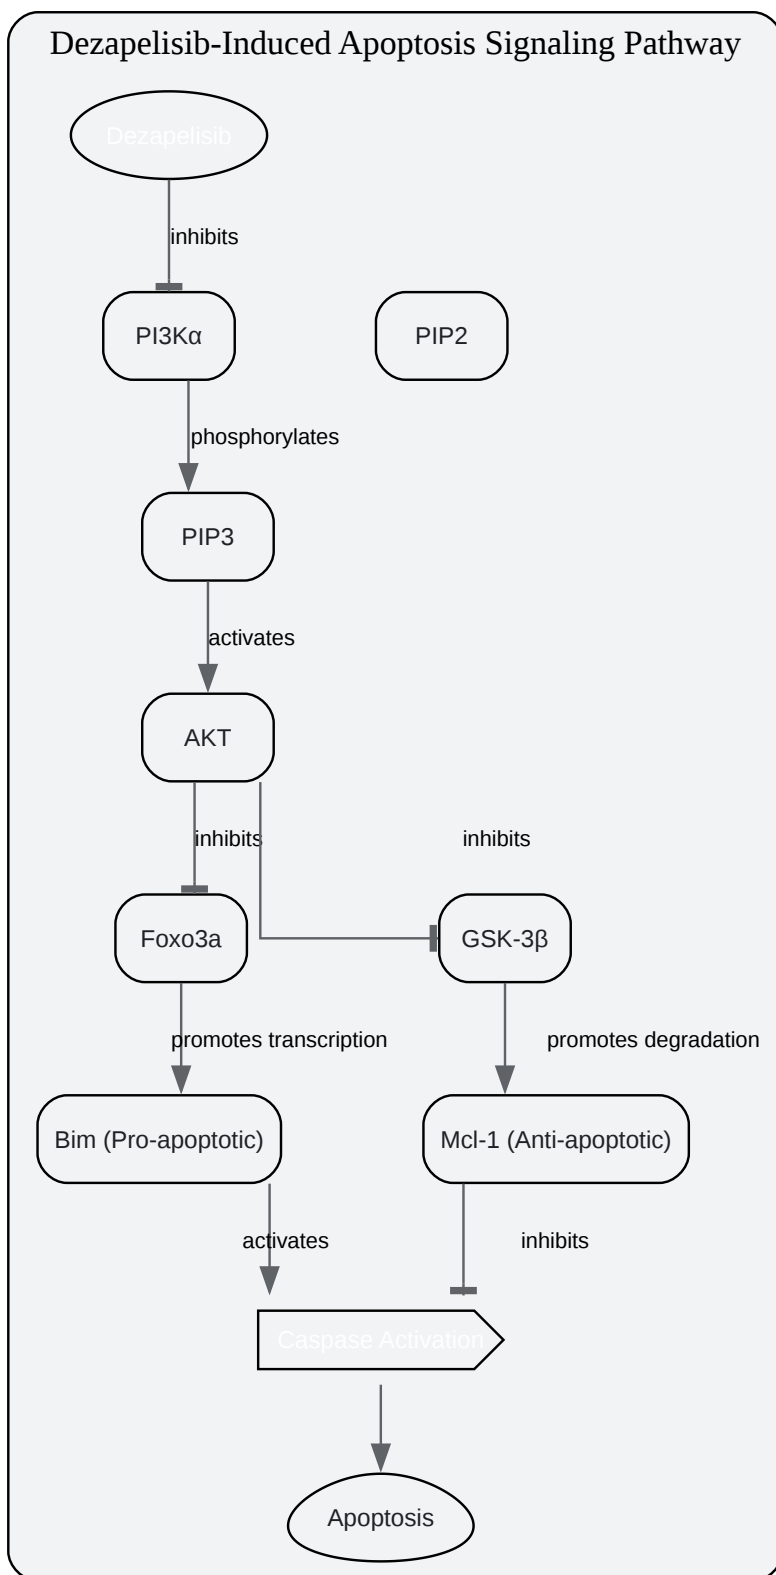 Dezapelisib-Induced Apoptosis Signaling Pathway
Dezapelisib
inhibits
PI3Kα
PIP2
phosphorylates
PIP3
activates
AKT
inhibits
inhibits
Foxo3a
GSK-3β
promotes transcription
promotes degradation
Bim (Pro-apoptotic)
Mcl-1 (Anti-apoptotic)
activates
inhibits
Caspase Activation
Apoptosis